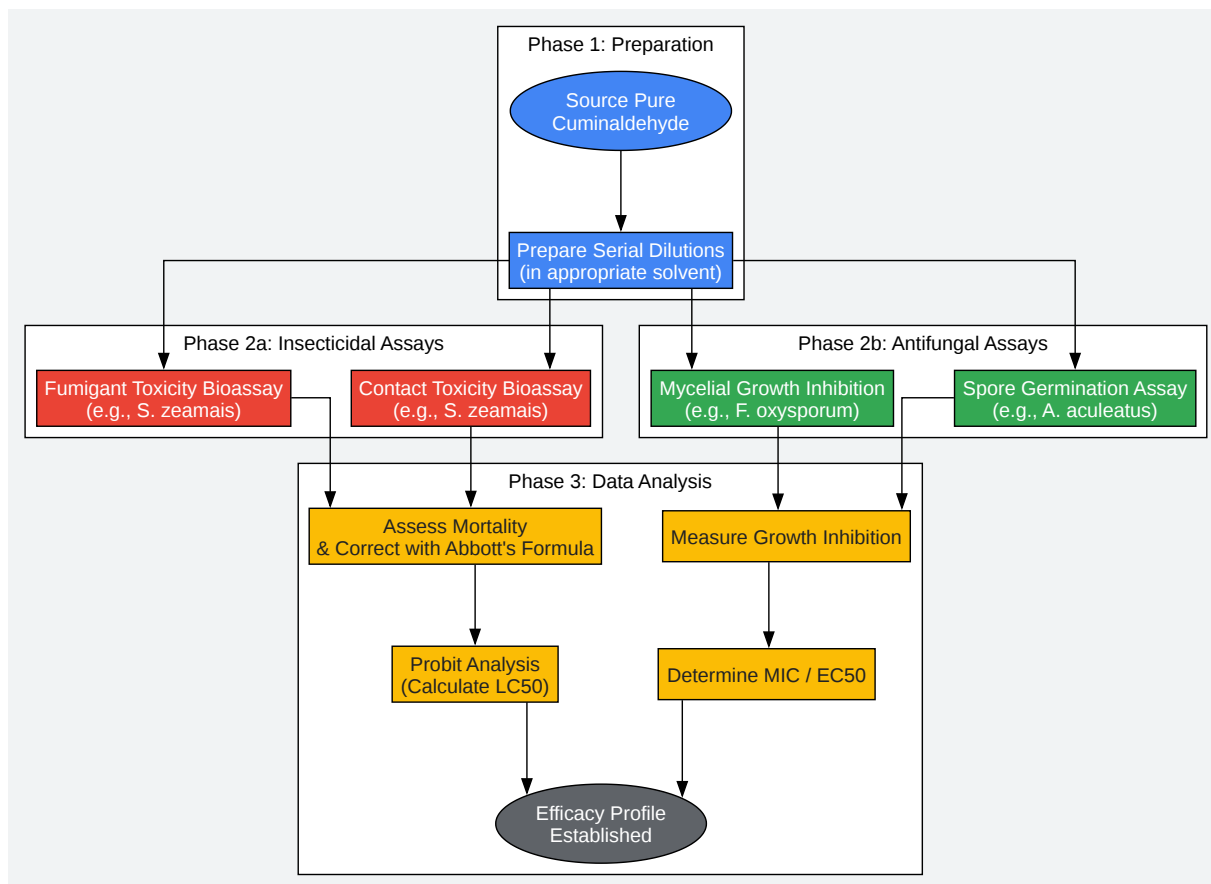 Phase 1: Preparation
Source Pure
Cuminaldehyde
Prepare Serial Dilutions
(in appropriate solvent)
Phase 2a: Insecticidal Assays
Fumigant Toxicity Bioassay
(e.g., S. zeamais)
Contact Toxicity Bioassay
(e.g., S. zeamais)
Phase 2b: Antifungal Assays
Mycelial Growth Inhibition
(e.g., F. oxysporum)
Spore Germination Assay
(e.g., A. aculeatus)
Phase 3: Data Analysis
Assess Mortality
& Correct with Abbott's Formula
Measure Growth Inhibition
Probit Analysis
(Calculate LC50)
Determine MIC / EC50
Efficacy Profile
Established